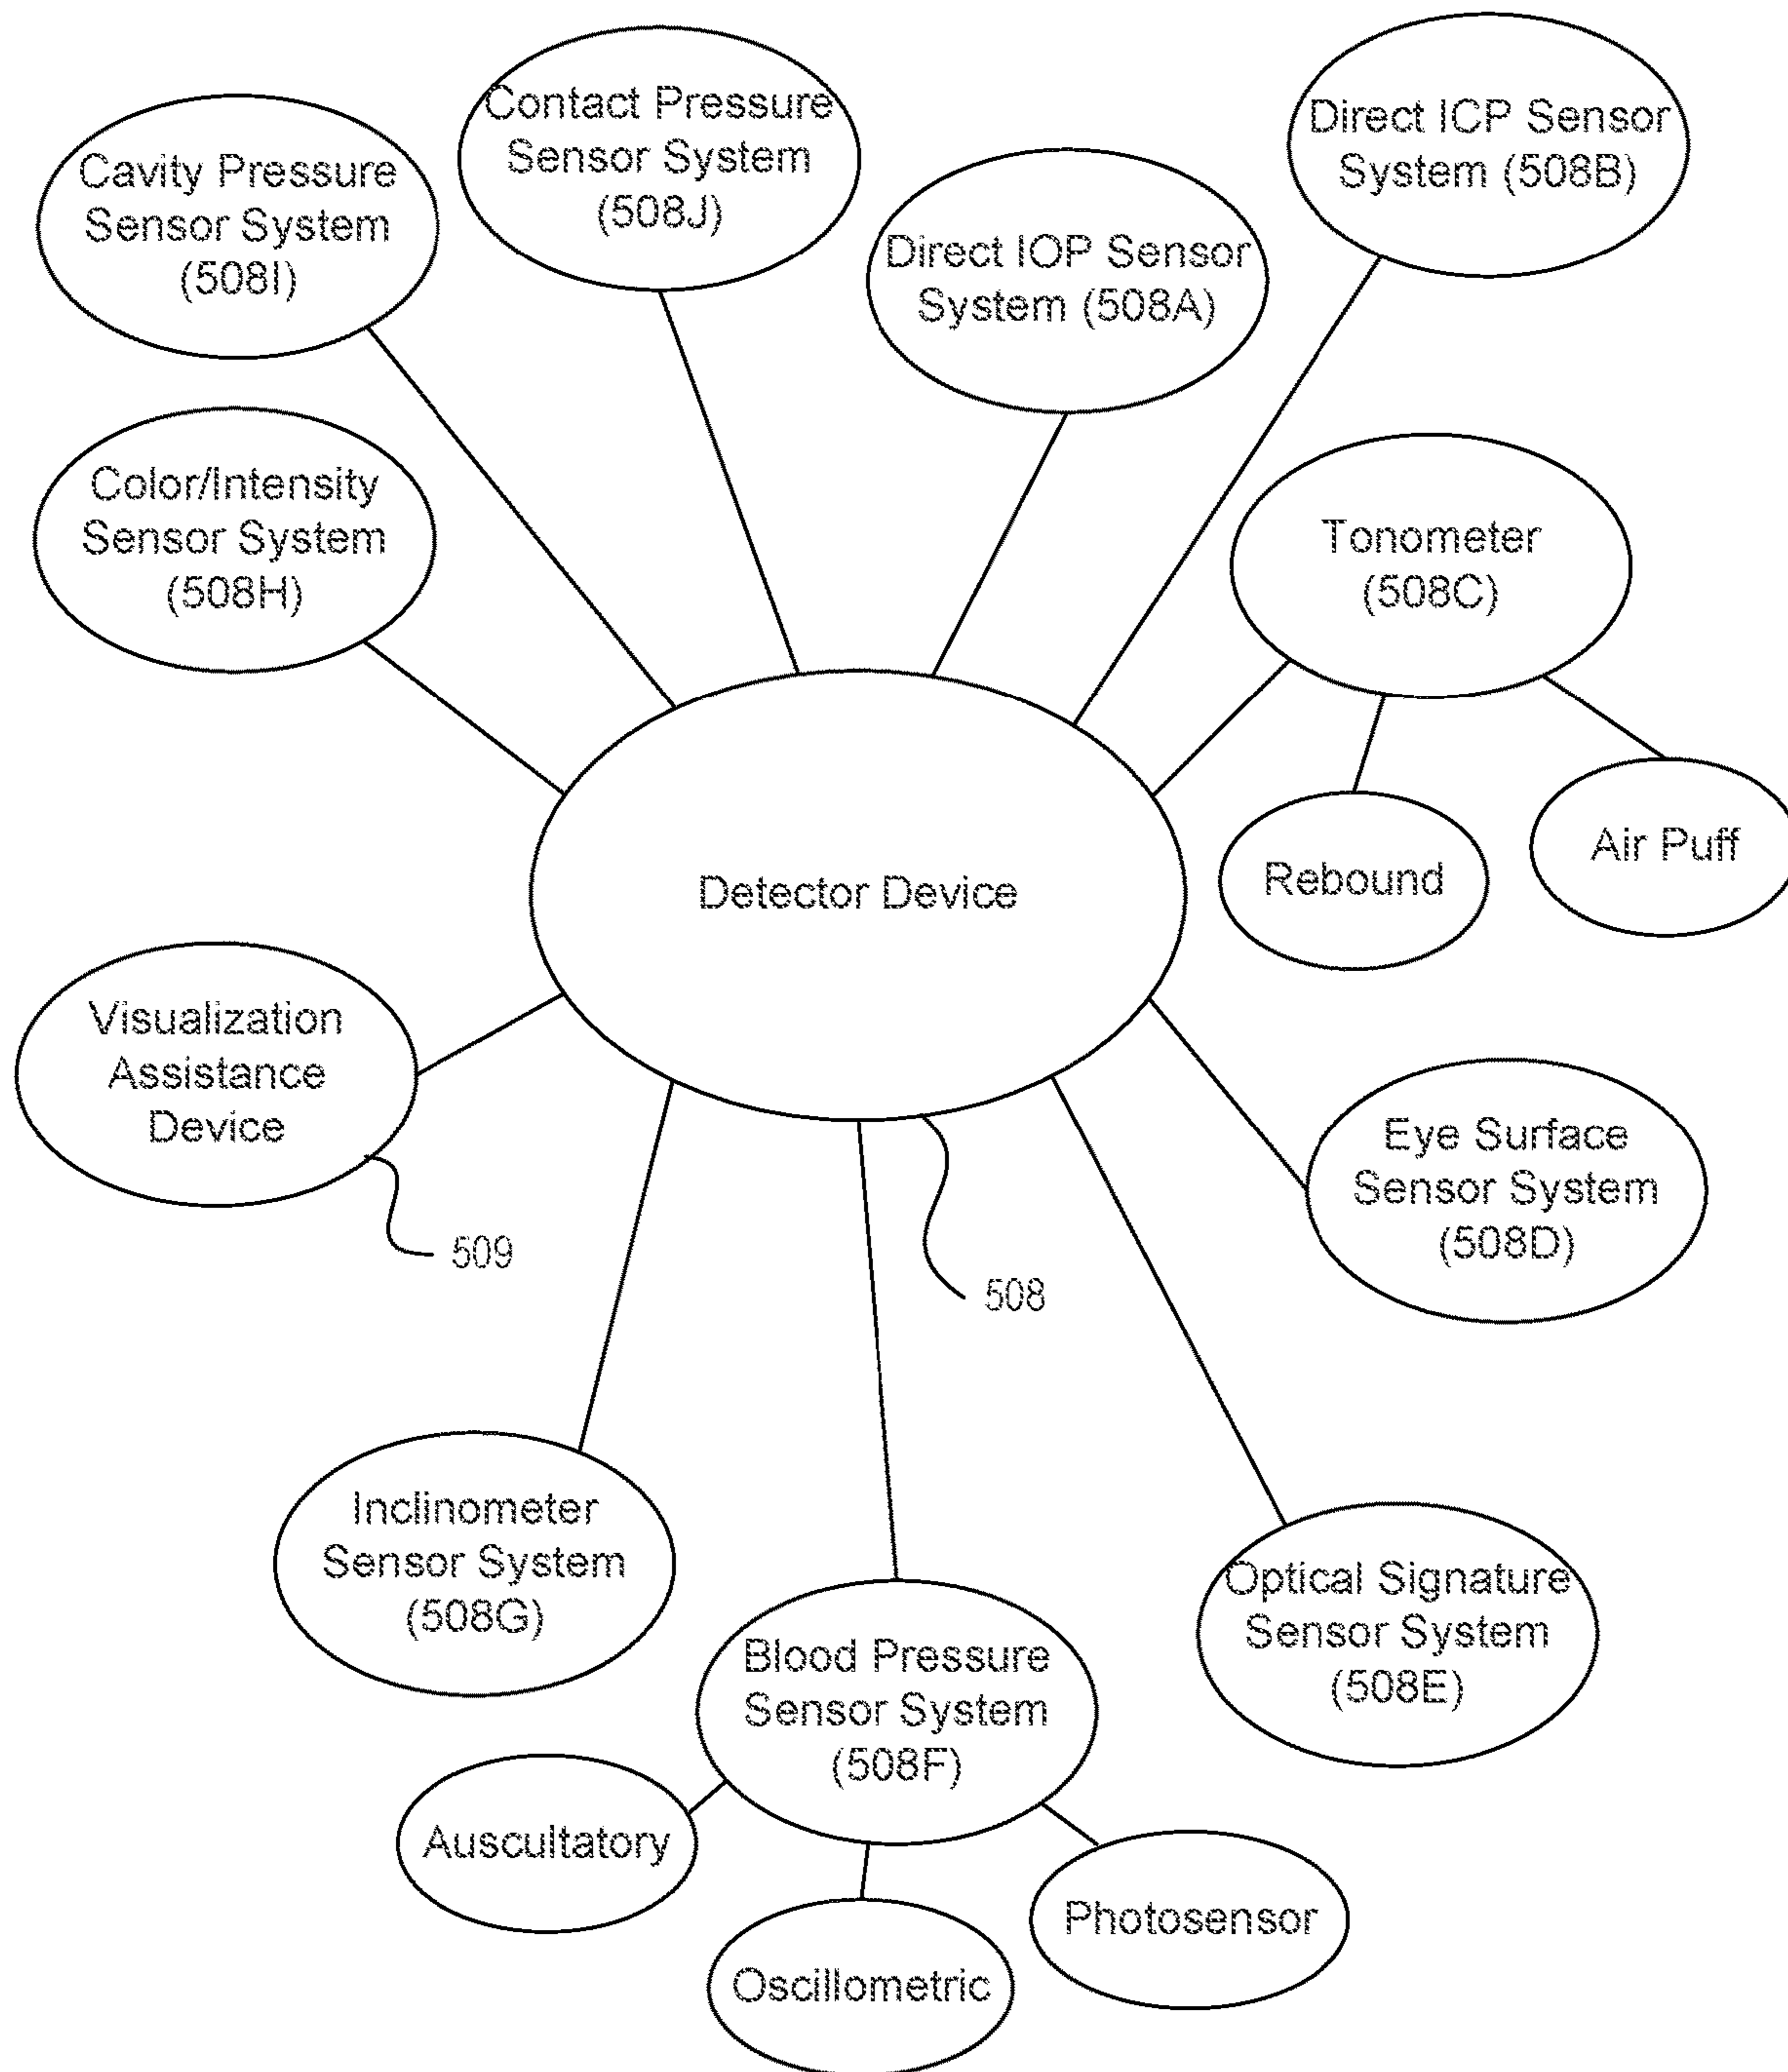 Contact Pressure
Sensor System
(508J)
Direct ICP Sensor
System (508B)
Cavity Pressure
Sensor System
(508I)
Direct IOP Sensor
System (508A)
Color/Intensity
Sensor System
(508H)
Tonometer
(508C)
Rebound
Air Puff
Detector Device
Visualization
Assistance
Device
509
508
Eye Surface
Sensor System
(508D)
Inclinometer
Sensor System
(508G)
Optical Signature
Sensor System
(508E)
Blood Pressure
Sensor System
(508F)
Auscultatory
Photosensor
Oscillometric